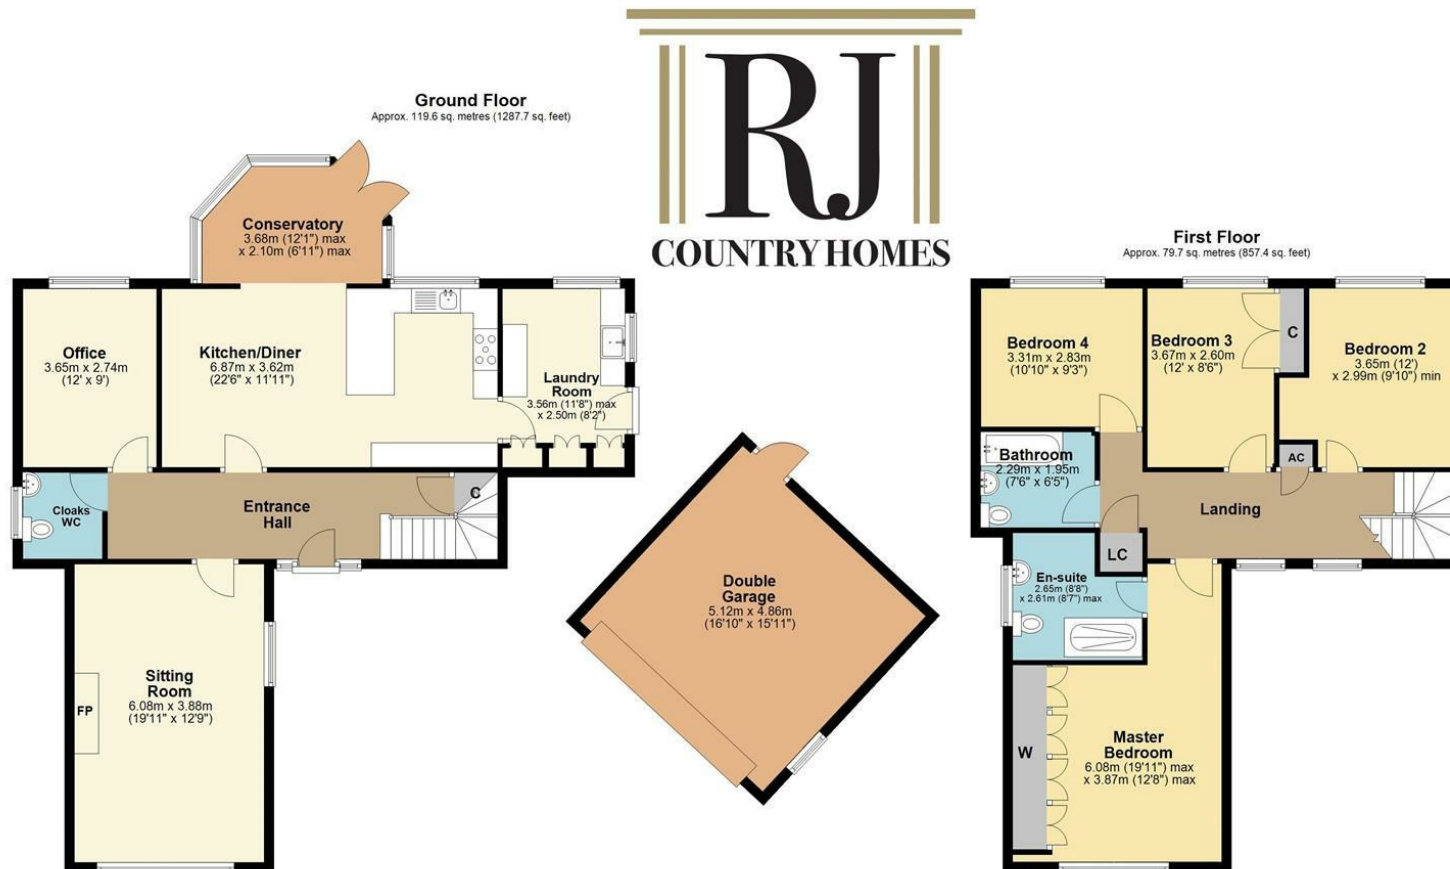 RJ
COUNTRY HOMES
Ground Floor
Approx. 119.6 sq. metres (1287.7 sq. feet)
Conservatory
3.68m (12'1") max
x 2.10m (6'11") max
Office
3.65m x 2.74m
(12' x 9')
Kitchen/Diner
6.87m x 3.62m
(22'6" x 11'11")
Laundry
Room
3.56m (11'8") max
x 2.50m (8'2")
Cloaks
WC
Entrance
Hall
C
Sitting
Room
6.08m x 3.88m
(19'11" x 12'9")
FP
Double
Garage
5.12m x 4.86m
(16'10" x 15'11")
First Floor
Approx. 79.7 sq. metres (857.4 sq. feet)
Bedroom 4
3.31m x 2.83m
(10'10" x 9'3")
Bedroom 3
3.67m x 2.60m
(12' x 8'6")
C
Bedroom 2
3.65m (12')
x 2.99m (9'10") min
Bathroom
2.29m x 1.95m
(7'6" x 6'5")
AC
Landing
LC
En-suite
2.65m (8'8")
x 2.61m (8'7") max
W
Master
Bedroom
6.08m (19'11") max
x 3.87m (12'8") max